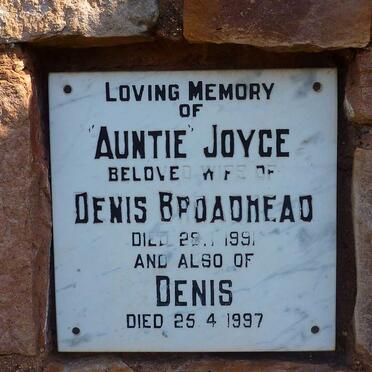 LOVING MEMORY
OF
"AUNTIE" JOYCE
BELOVED WIFE OF
DENIS BROADHEAD
DIED 29.1 1991
AND ALSO OF
DENIS
DIED 25 4 1997